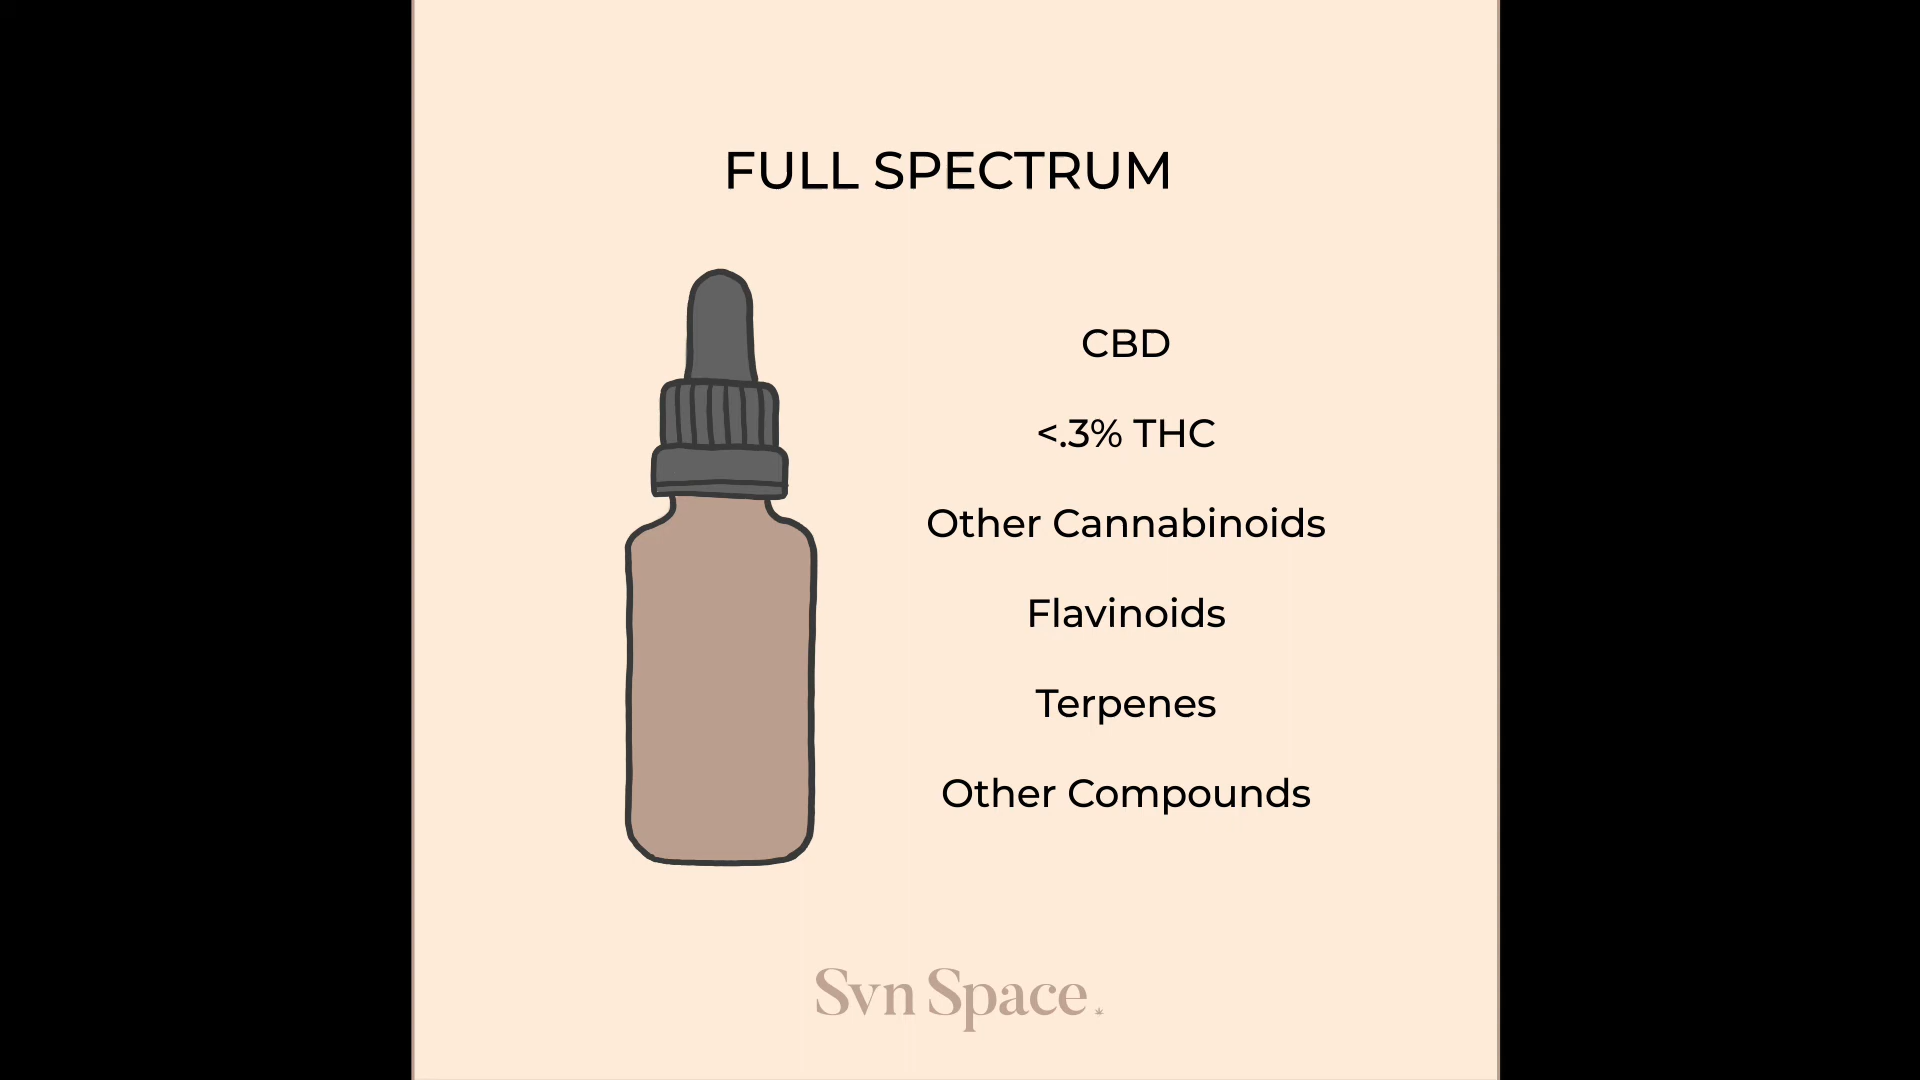 FULL SPECTRUM
CBD
<.3% THC
Other Cannabinoids
Flavinoids
Terpenes
Other Compounds
Svn Space.